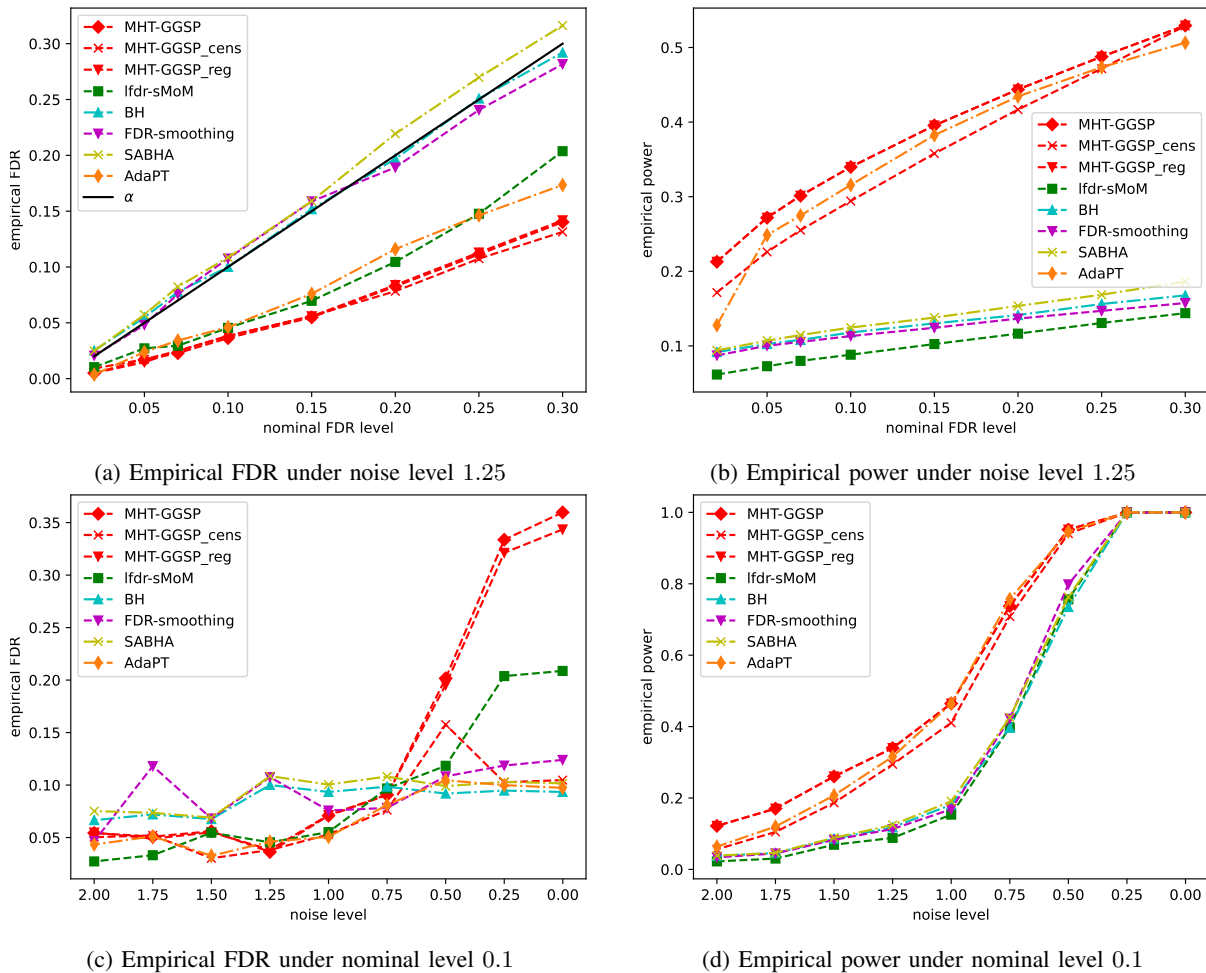 MHT-GGSP
MHT-GGSP_cens
MHT-GGSP_reg
lfdr-sMoM
BH
FDR-smoothing
SABHA
AdaPT
α
empirical FDR
0.30
0.25
0.20
0.15
0.10
0.05
0.00
0.05 0.10 0.15 0.20 0.25 0.30
nominal FDR level
(a) Empirical FDR under noise level 1.25
MHT-GGSP
MHT-GGSP_cens
MHT-GGSP_reg
lfdr-sMoM
BH
FDR-smoothing
SABHA
AdaPT
empirical power
0.5
0.4
0.3
0.2
0.1
0.05 0.10 0.15 0.20 0.25 0.30
nominal FDR level
(b) Empirical power under noise level 1.25
MHT-GGSP
MHT-GGSP_cens
MHT-GGSP_reg
lfdr-sMoM
BH
FDR-smoothing
SABHA
AdaPT
empirical FDR
0.35
0.30
0.25
0.20
0.15
0.10
0.05
2.00 1.75 1.50 1.25 1.00 0.75 0.50 0.25 0.00
noise level
(c) Empirical FDR under nominal level 0.1
MHT-GGSP
MHT-GGSP_cens
MHT-GGSP_reg
lfdr-sMoM
BH
FDR-smoothing
SABHA
AdaPT
empirical power
1.0
0.8
0.6
0.4
0.2
0.0
2.00 1.75 1.50 1.25 1.00 0.75 0.50 0.25 0.00
noise level
(d) Empirical power under nominal level 0.1